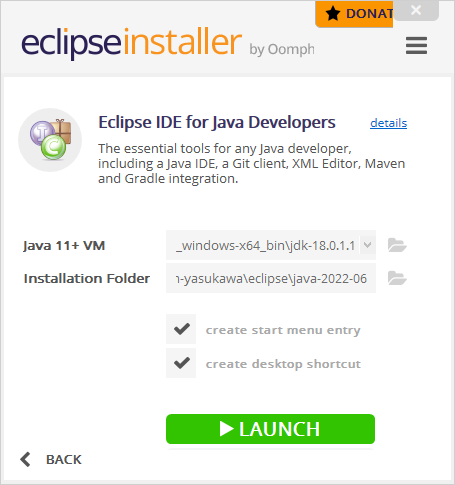 ★ DONAT
eclipseinstaller by Oomph
Eclipse IDE for Java Developers
details
The essential tools for any Java developer,
including a Java IDE, a Git client, XML Editor, Maven
and Gradle integration.
Java 11+ VM
_windows-x64_bin\jdk-18.0.1.1
Installation Folder
n-yasukawa\eclipse\java-2022-06
create start menu entry
create desktop shortcut
LAUNCH
BACK